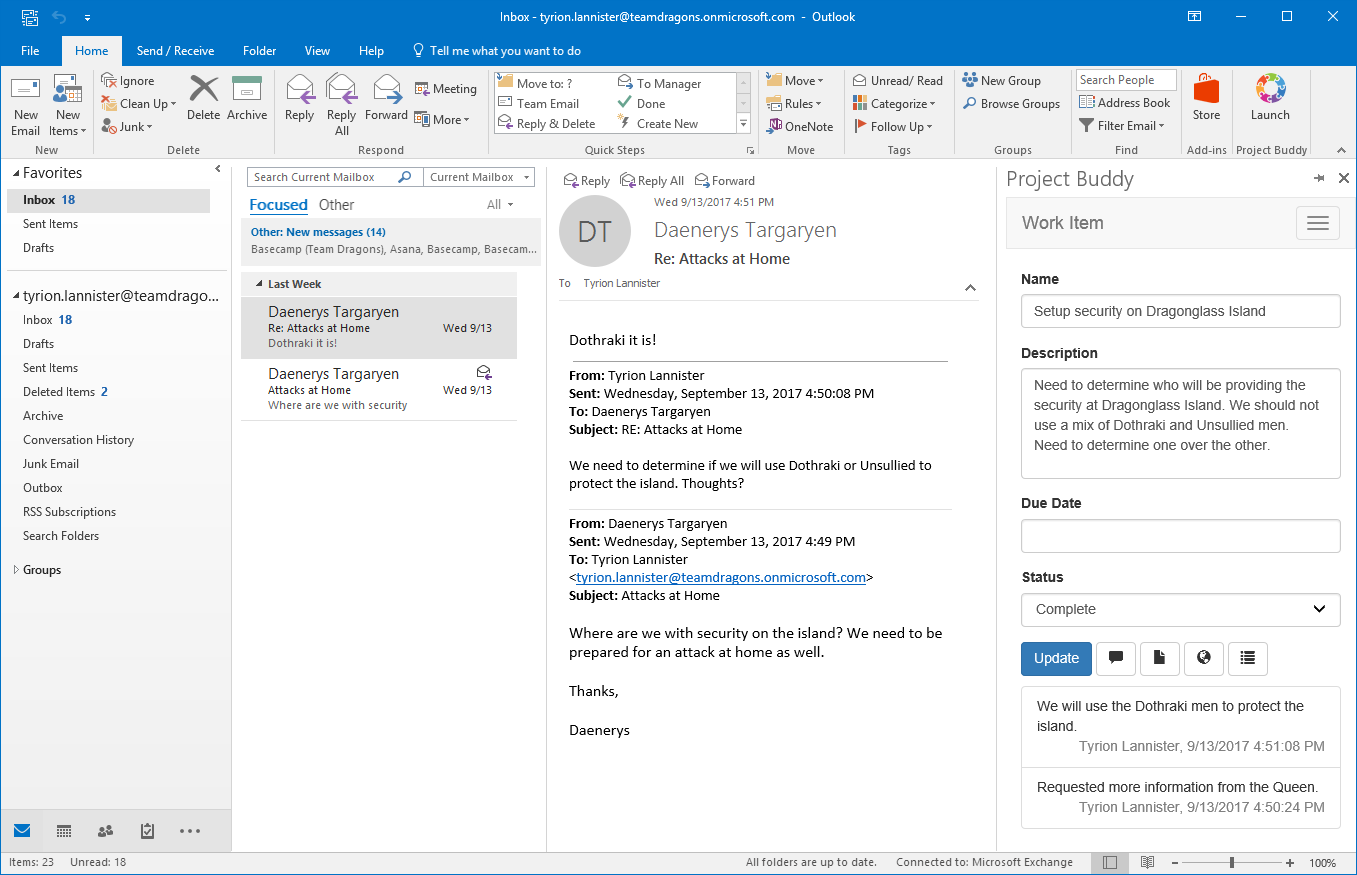 Inbox - tyrion.lannister@teamdragons.onmicrosoft.com - Outlook
File
Home
Send / Receive
Folder
View
Help
Tell me what you want to do
New
Email
New
Items
New
Ignore
Clean Up
Junk
Delete
Archive
Delete
Reply
Reply
All
Forward
Meeting
More
Respond
Move to: ?
Team Email
Reply & Delete
To Manager
Done
Create New
Quick Steps
Move
Rules
OneNote
Move
Unread/ Read
Categorize
Follow Up
Tags
New Group
Browse Groups
Groups
Search People
Address Book
Filter Email
Find
Store
Add-ins
Launch
Project Buddy
Favorites
Inbox 18
Sent Items
Drafts
tyrion.lannister@teamdrago...
Inbox 18
Drafts
Sent Items
Deleted Items 2
Archive
Conversation History
Junk Email
Outbox
RSS Subscriptions
Search Folders
Groups
Search Current Mailbox
Current Mailbox
Focused
Other
All
Other: New messages (14)
Basecamp (Team Dragons), Asana, Basecamp, Basecam...
Last Week
Daenerys Targaryen
Re: Attacks at Home Wed 9/13
Dothraki it is!
Daenerys Targaryen
Attacks at Home Wed 9/13
Where are we with security
Reply
Reply All
Forward
DT
Wed 9/13/2017 4:51 PM
Daenerys Targaryen
Re: Attacks at Home
To Tyrion Lannister
Dothraki it is!
From: Tyrion Lannister
Sent: Wednesday, September 13, 2017 4:50:08 PM
To: Daenerys Targaryen
Subject: RE: Attacks at Home
We need to determine if we will use Dothraki or Unsullied to
protect the island. Thoughts?
From: Daenerys Targaryen
Sent: Wednesday, September 13, 2017 4:49 PM
To: Tyrion Lannister
<tyrion.lannister@teamdragons.onmicrosoft.com>
Subject: Attacks at Home
Where are we with security on the island? We need to be
prepared for an attack at home as well.
Thanks,
Daenerys
Project Buddy
Work Item
Name
Setup security on Dragonglass Island
Description
Need to determine who will be providing the
security at Dragonglass Island. We should not
use a mix of Dothraki and Unsullied men.
Need to determine one over the other.
Due Date
Status
Complete
Update
We will use the Dothraki men to protect the
island.
Tyrion Lannister, 9/13/2017 4:51:08 PM
Requested more information from the Queen.
Tyrion Lannister, 9/13/2017 4:50:24 PM
Items: 23
Unread: 18
All folders are up to date.
Connected to: Microsoft Exchange
100%